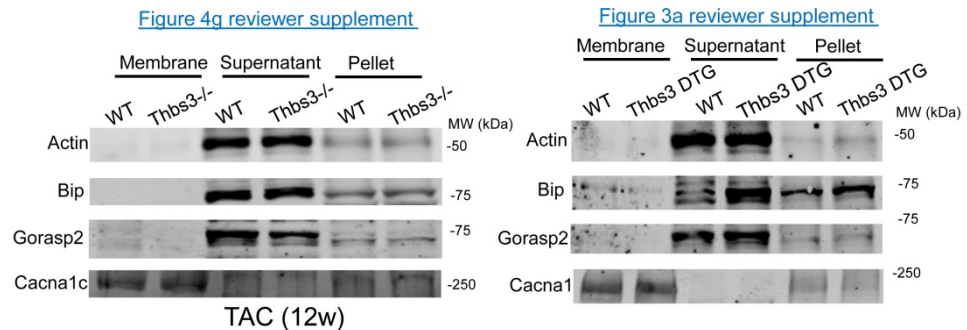 Figure 4g reviewer supplement
Membrane Supernatant Pellet
WT Thbs3-/- WT Thbs3-/- WT Thbs3-/-
MW (kDa)
Actin -50
Bip -75
Gorasp2 -75
Cacna1c -250
TAC (12w)
Figure 3a reviewer supplement
Membrane Supernatant Pellet
WT Thbs3 DTG WT Thbs3 DTG WT Thbs3 DTG
MW (kDa)
Actin -50
Bip -75
-75
Gorasp2
Cacna1 -250